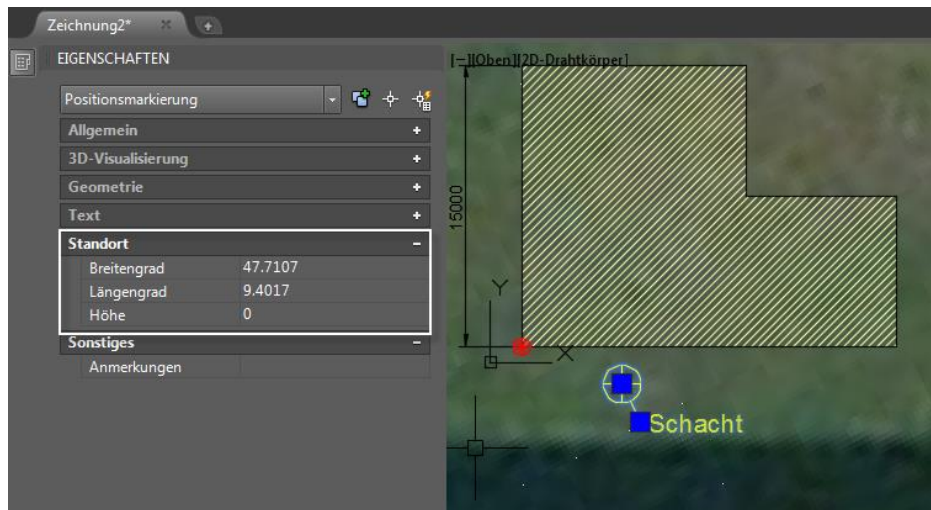 Zeichnung2*
EIGENSCHAFTEN
[–][Oben][2D-Drahtkörper]
Positionsmarkierung
Allgemein +
3D-Visualisierung +
Geometrie +
Text +
Standort –
Breitengrad 47.7107
Längengrad 9.4017
Höhe 0
Sonstiges –
Anmerkungen
15000
Y
X
Schacht